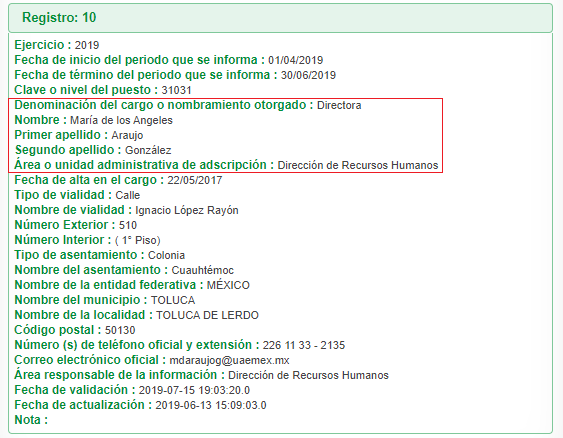 Registro: 10
Ejercicio : 2019
Fecha de inicio del periodo que se informa : 01/04/2019
Fecha de término del periodo que se informa : 30/06/2019
Clave o nivel del puesto : 31031
Denominación del cargo o nombramiento otorgado : Directora
Nombre : María de los Angeles
Primer apellido : Araujo
Segundo apellido : González
Área o unidad administrativa de adscripción : Dirección de Recursos Humanos
Fecha de alta en el cargo : 22/05/2017
Tipo de vialidad : Calle
Nombre de vialidad : Ignacio López Rayón
Número Exterior : 510
Número Interior : ( 1° Piso)
Tipo de asentamiento : Colonia
Nombre del asentamiento : Cuauhtémoc
Nombre de la entidad federativa : MÉXICO
Nombre del municipio : TOLUCA
Nombre de la localidad : TOLUCA DE LERDO
Código postal : 50130
Número (s) de teléfono oficial y extensión : 226 11 33 - 2135
Correo electrónico oficial : mdaraujog@uaemex.mx
Área responsable de la información : Dirección de Recursos Humanos
Fecha de validación : 2019-07-15 19:03:20.0
Fecha de actualización : 2019-06-13 15:09:03.0
Nota :